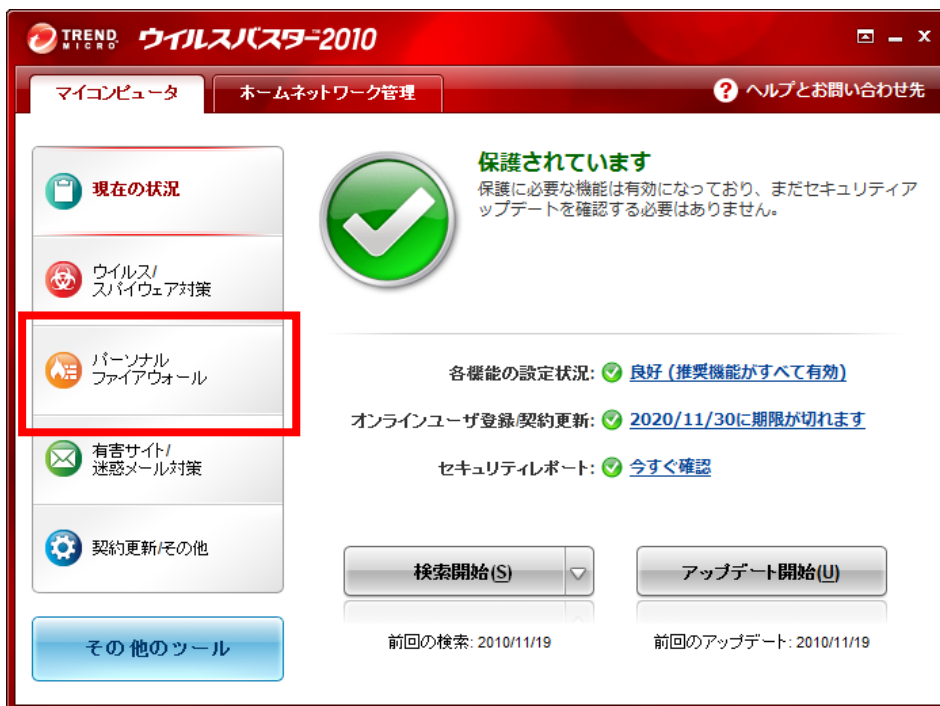 TREND MICRO ウイルスバスター™2010
マイコンピュータ
ホームネットワーク管理
? ヘルプとお問い合わせ先
現在の状況
ウイルス/
スパイウェア対策
パーソナル
ファイアウォール
有害サイト/
迷惑メール対策
契約更新/その他
その他のツール
保護されています
保護に必要な機能は有効になっており、まだセキュリティア
ップデートを確認する必要はありません。
各機能の設定状況: 良好 (推奨機能がすべて有効)
オンラインユーザ登録/契約更新: 2020/11/30に期限が切れます
セキュリティレポート: 今すぐ確認
検索開始(S)
アップデート開始(U)
前回の検索: 2010/11/19
前回のアップデート: 2010/11/19